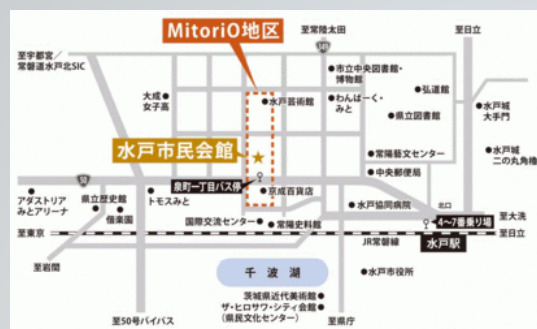 MitoriO地区
至常陸太田
至日立
349
至宇都宮／
常磐道水戸北SIC
市立中央図書館・
博物館
弘道館
大成
女子高
水戸芸術館
わんぱーく・
みと
県立図書館
水戸城
大手門
水戸市民会館
常陽藝文センター
水戸城
二の丸角櫓
中央郵便局
50
泉町一丁目バス停
アダストリア
みとアリーナ
県立歴史館
偕楽園
トモスみと
京成百貨店
水戸協同病院
北口
至大洗
4〜7番乗り場
国際交流センター
常陽史料館
至東京
JR常磐線
水戸駅
至日立
至岩間
千波湖
水戸市役所
茨城県近代美術館
ザ・ヒロサワ・シティ会館
（県民文化センター）
至50号バイパス
至県庁